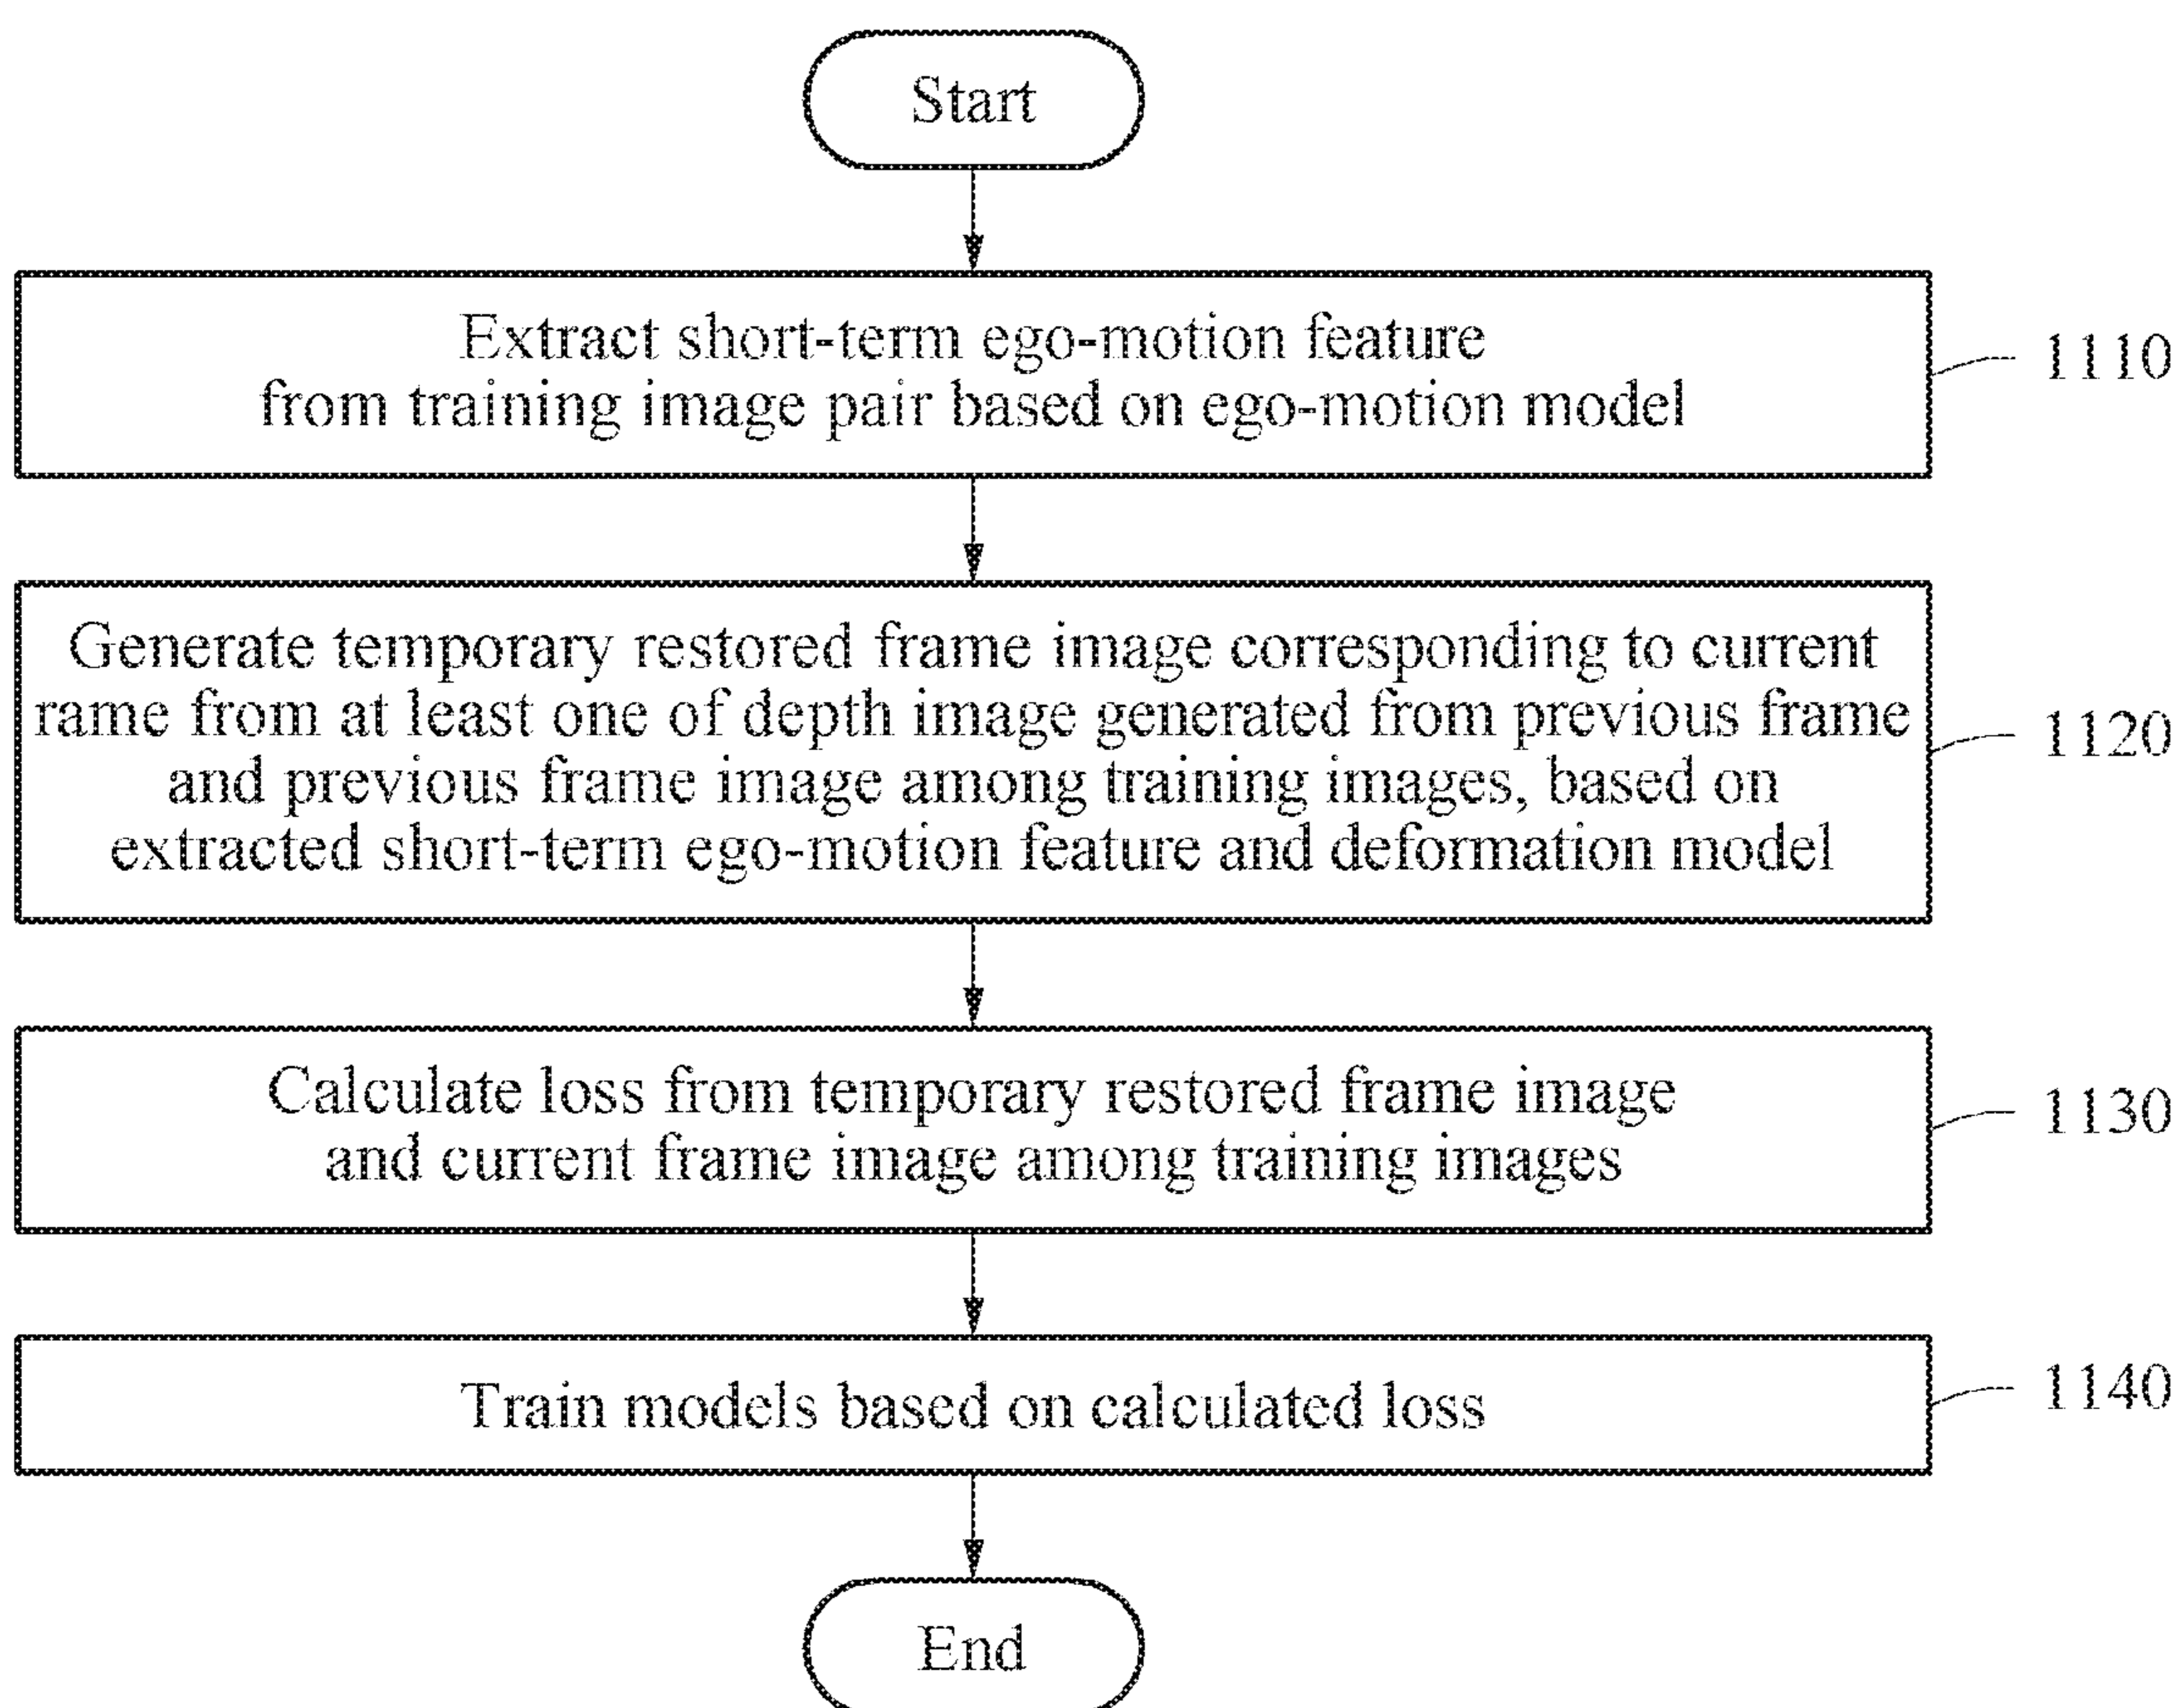 Start
Extract short-term ego-motion feature
from training image pair based on ego-motion model
1110
Generate temporary restored frame image corresponding to current
rame from at least one of depth image generated from previous frame
and previous frame image among training images, based on
extracted short-term ego-motion feature and deformation model
1120
Calculate loss from temporary restored frame image
and current frame image among training images
1130
Train models based on calculated loss
1140
End